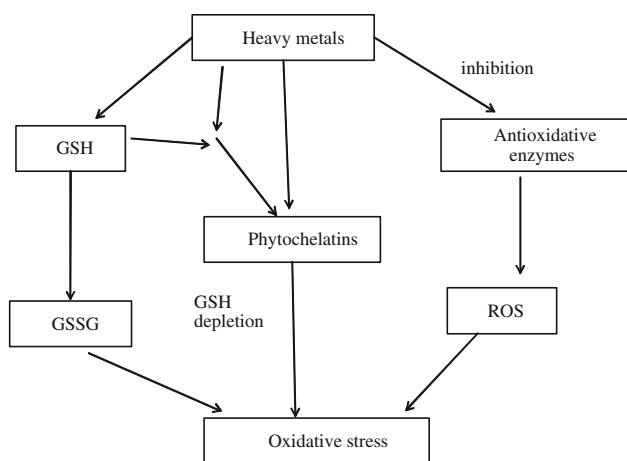 Heavy metals
inhibition
GSH
Antioxidative
enzymes
Phytochelatins
GSH
depletion
GSSG
ROS
Oxidative stress